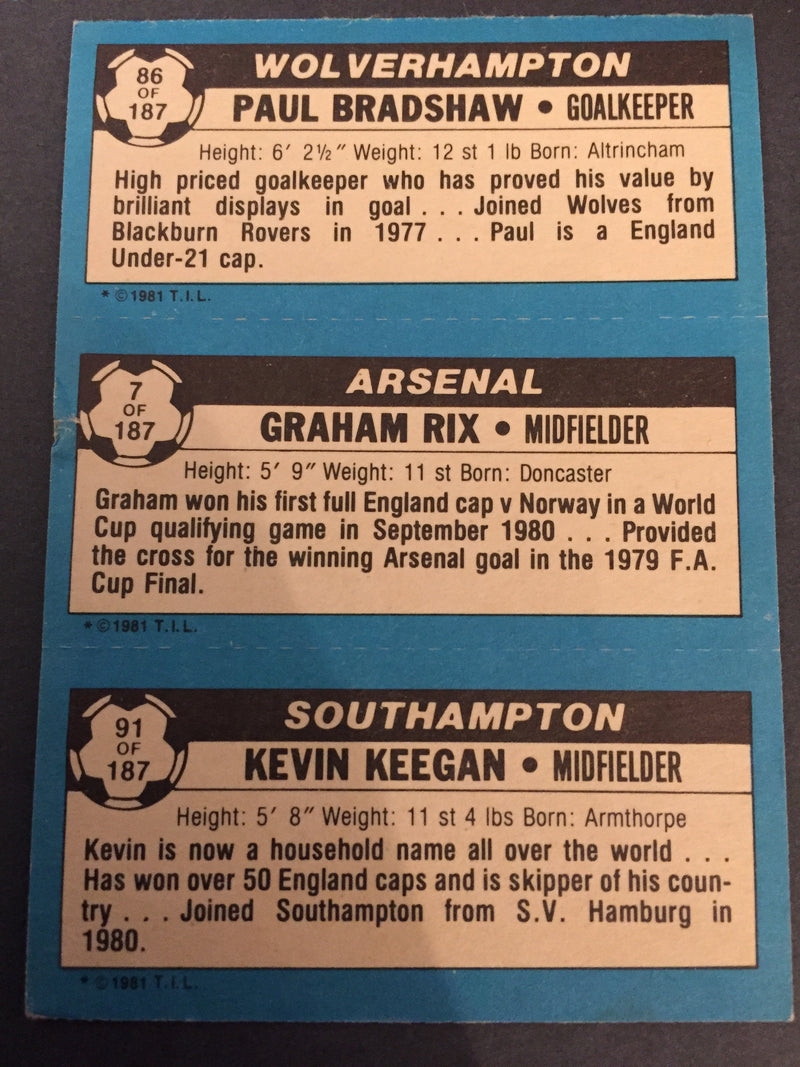 86
OF
187
WOLVERHAMPTON
PAUL BRADSHAW • GOALKEEPER
Height: 6′ 2½″ Weight: 12 st 1 lb Born: Altrincham
High priced goalkeeper who has proved his value by
brilliant displays in goal . . . Joined Wolves from
Blackburn Rovers in 1977 . . . Paul is a England
Under-21 cap.
* ©1981 T.I.L.
7
OF
187
ARSENAL
GRAHAM RIX • MIDFIELDER
Height: 5′ 9″ Weight: 11 st Born: Doncaster
Graham won his first full England cap v Norway in a World
Cup qualifying game in September 1980 . . . Provided
the cross for the winning Arsenal goal in the 1979 F.A.
Cup Final.
* ©1981 T.I.L.
91
OF
187
SOUTHAMPTON
KEVIN KEEGAN • MIDFIELDER
Height: 5′ 8″ Weight: 11 st 4 lbs Born: Armthorpe
Kevin is now a household name all over the world . . .
Has won over 50 England caps and is skipper of his coun-
try . . . Joined Southampton from S.V. Hamburg in
1980.
* ©1981 T.I.L.